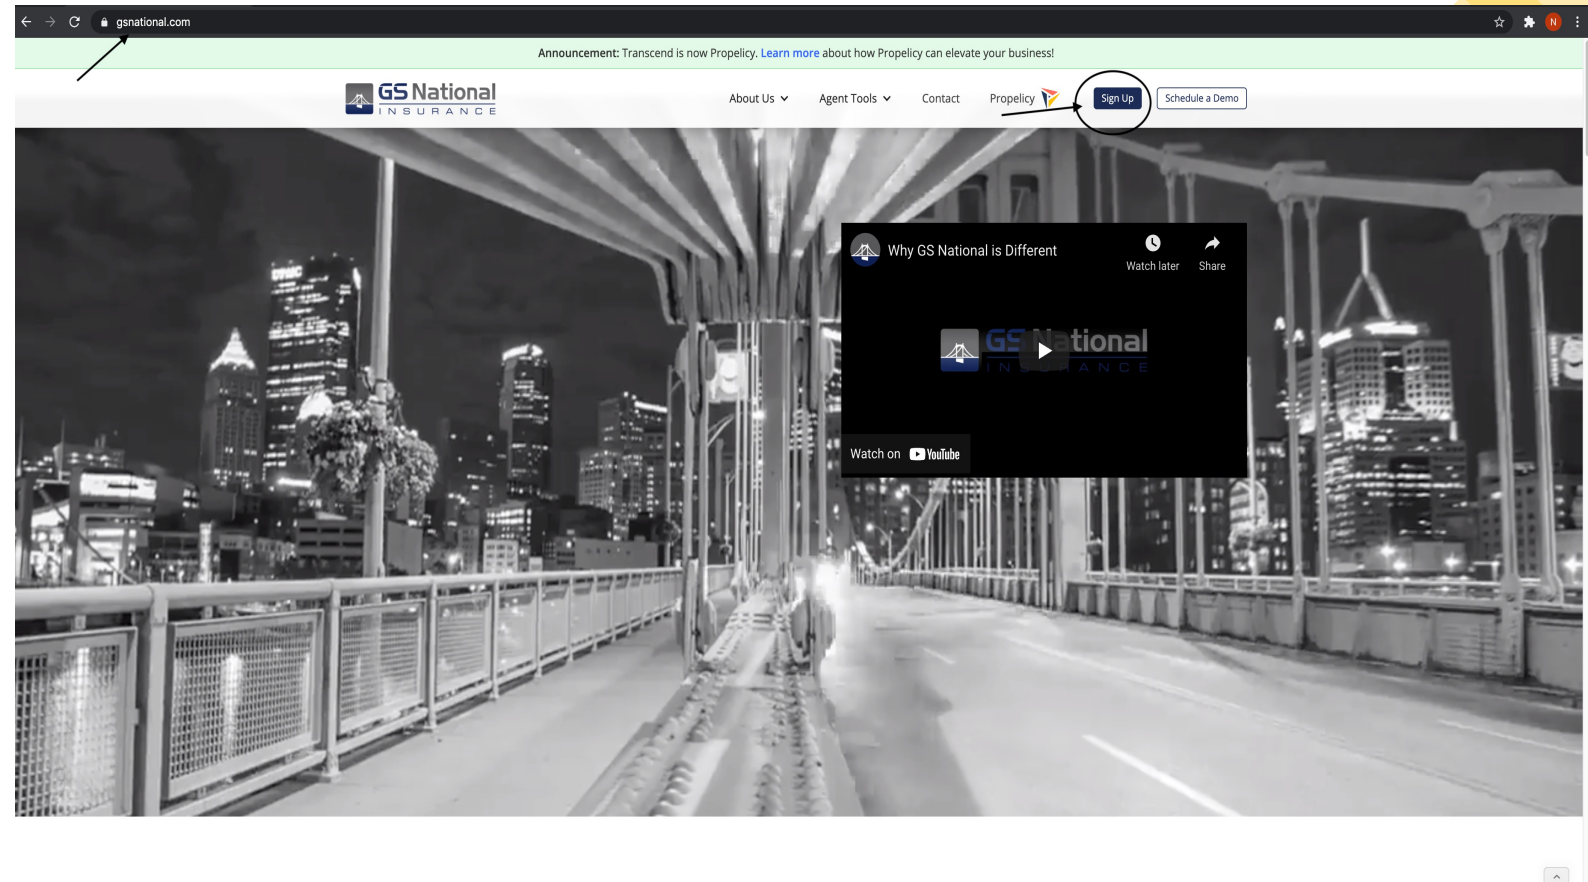 gsnational.com
N
Announcement: Transcend is now Propelicy. Learn more about how Propelicy can elevate your business!
GS National
INSURANCE
About Us
Agent Tools
Contact
Propelicy
Sign Up
Schedule a Demo
UPMC
Why GS National is Different
Watch later
Share
Watch on YouTube